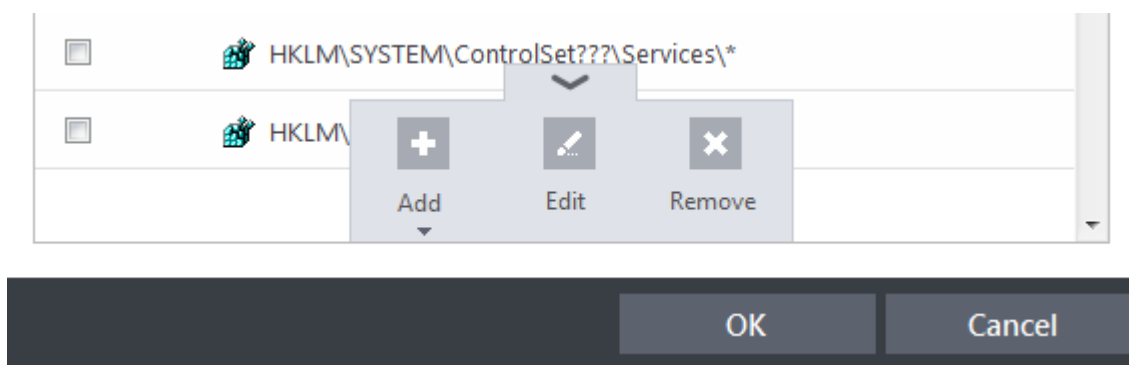 HKLM\SYSTEM\ControlSet???\Services\*
HKLM\
Add
Edit
Remove
OK
Cancel